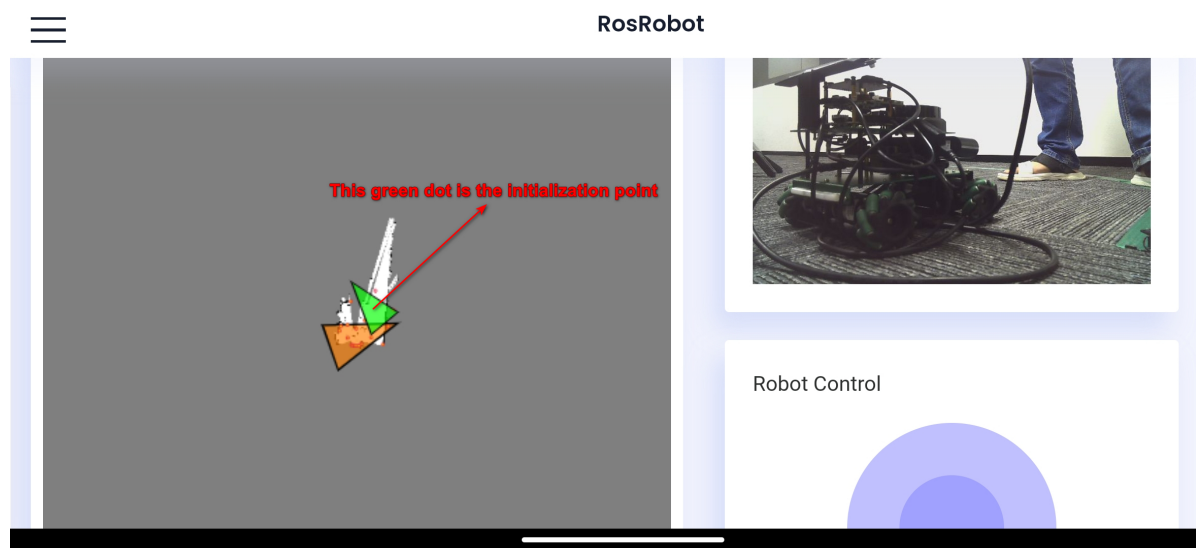 RosRobot
This green dot is the initialization point
Robot Control